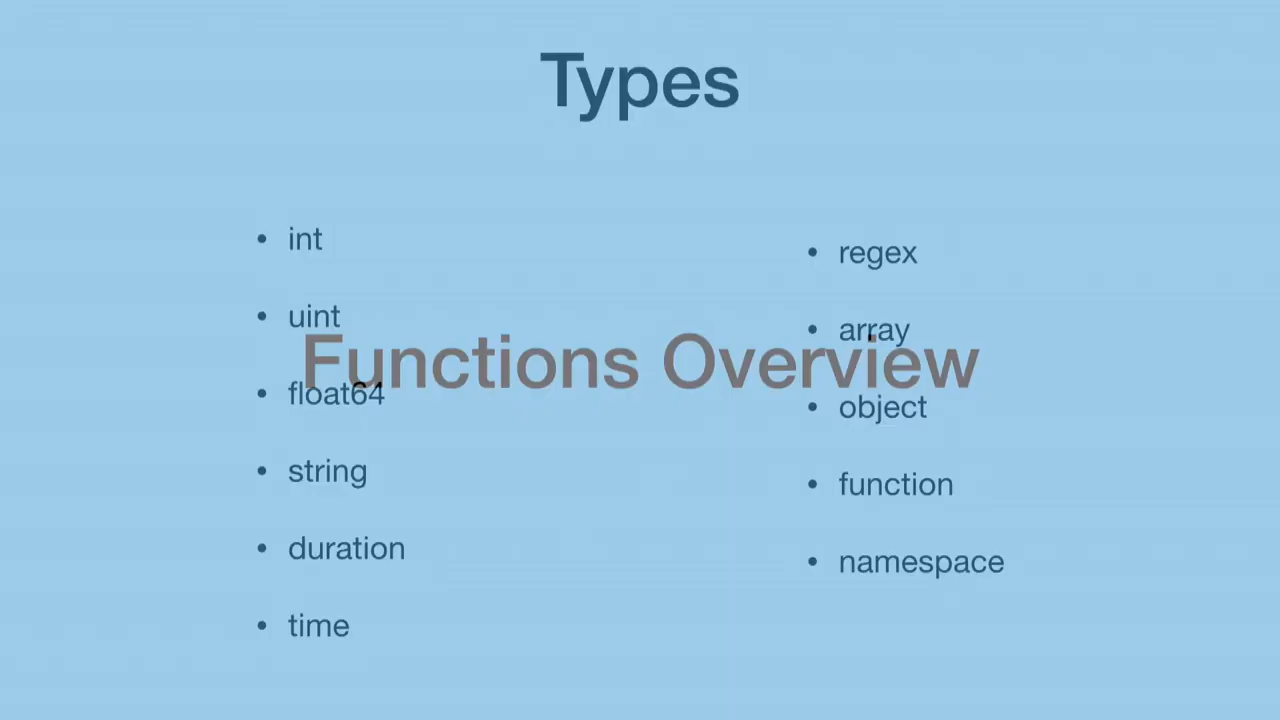 Types
• int
• uint
• float64
• string
• duration
• time
• regex
• array
• object
• function
• namespace
Functions Overview